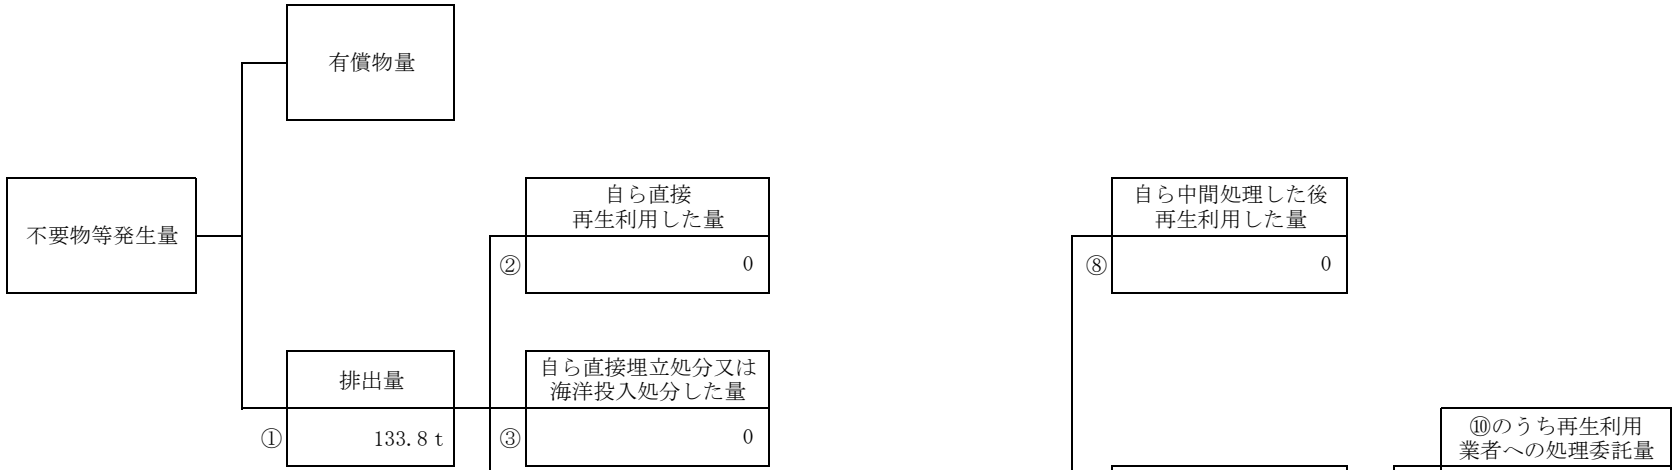 有償物量
不要物等発生量
自ら直接
再生利用した量
② 0
自ら中間処理した後
再生利用した量
⑧ 0
排出量
① 133.8 t
自ら直接埋立処分又は
海洋投入処分した量
③ 0
⑩のうち再生利用
業者への処理委託量